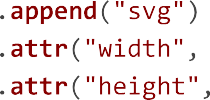 .append("svg")
.attr("width",
.attr("height",